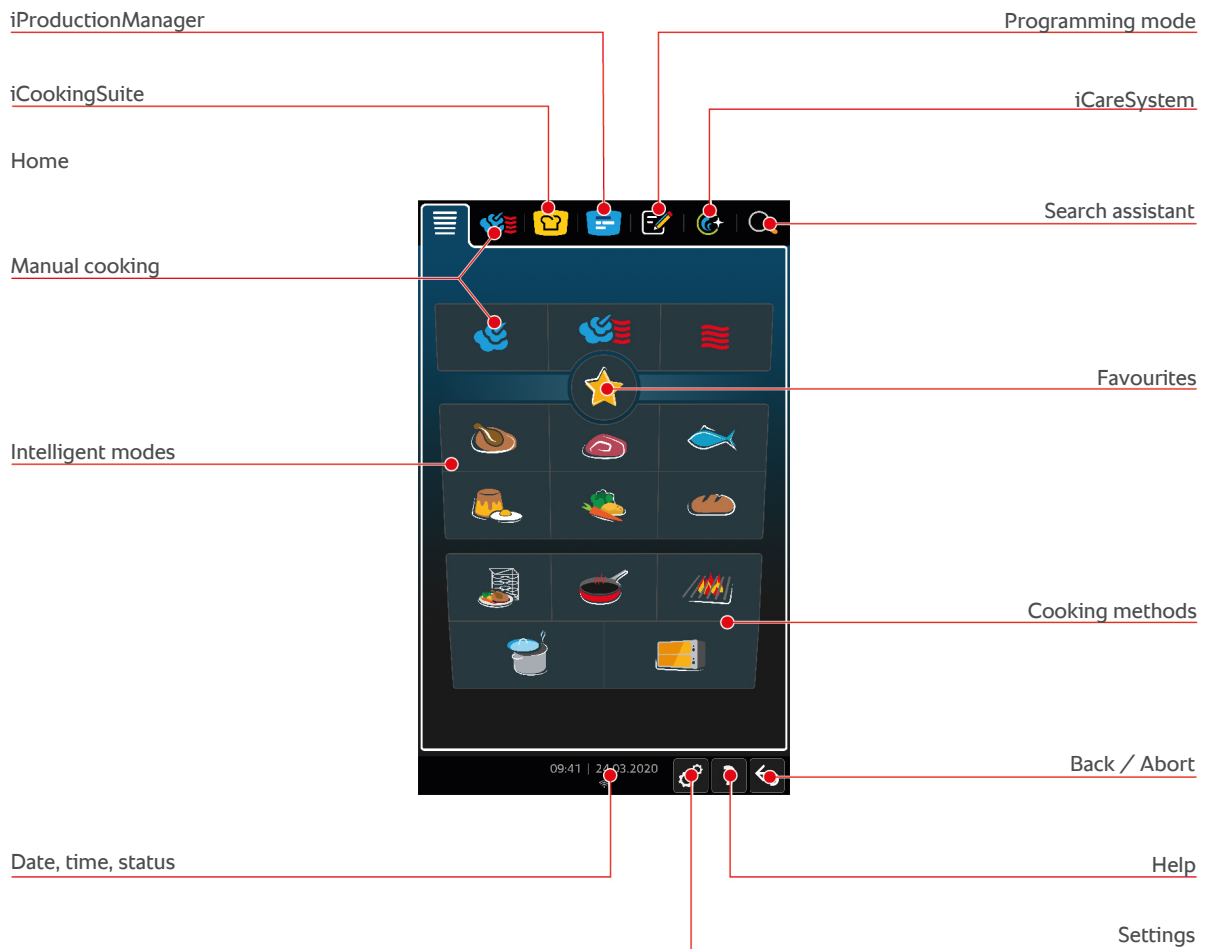 iProductionManager
Programming mode
iCookingSuite
iCareSystem
Home
Search assistant
Manual cooking
Favourites
Intelligent modes
Cooking methods
09:41 | 24.03.2020
Back / Abort
Date, time, status
Help
Settings